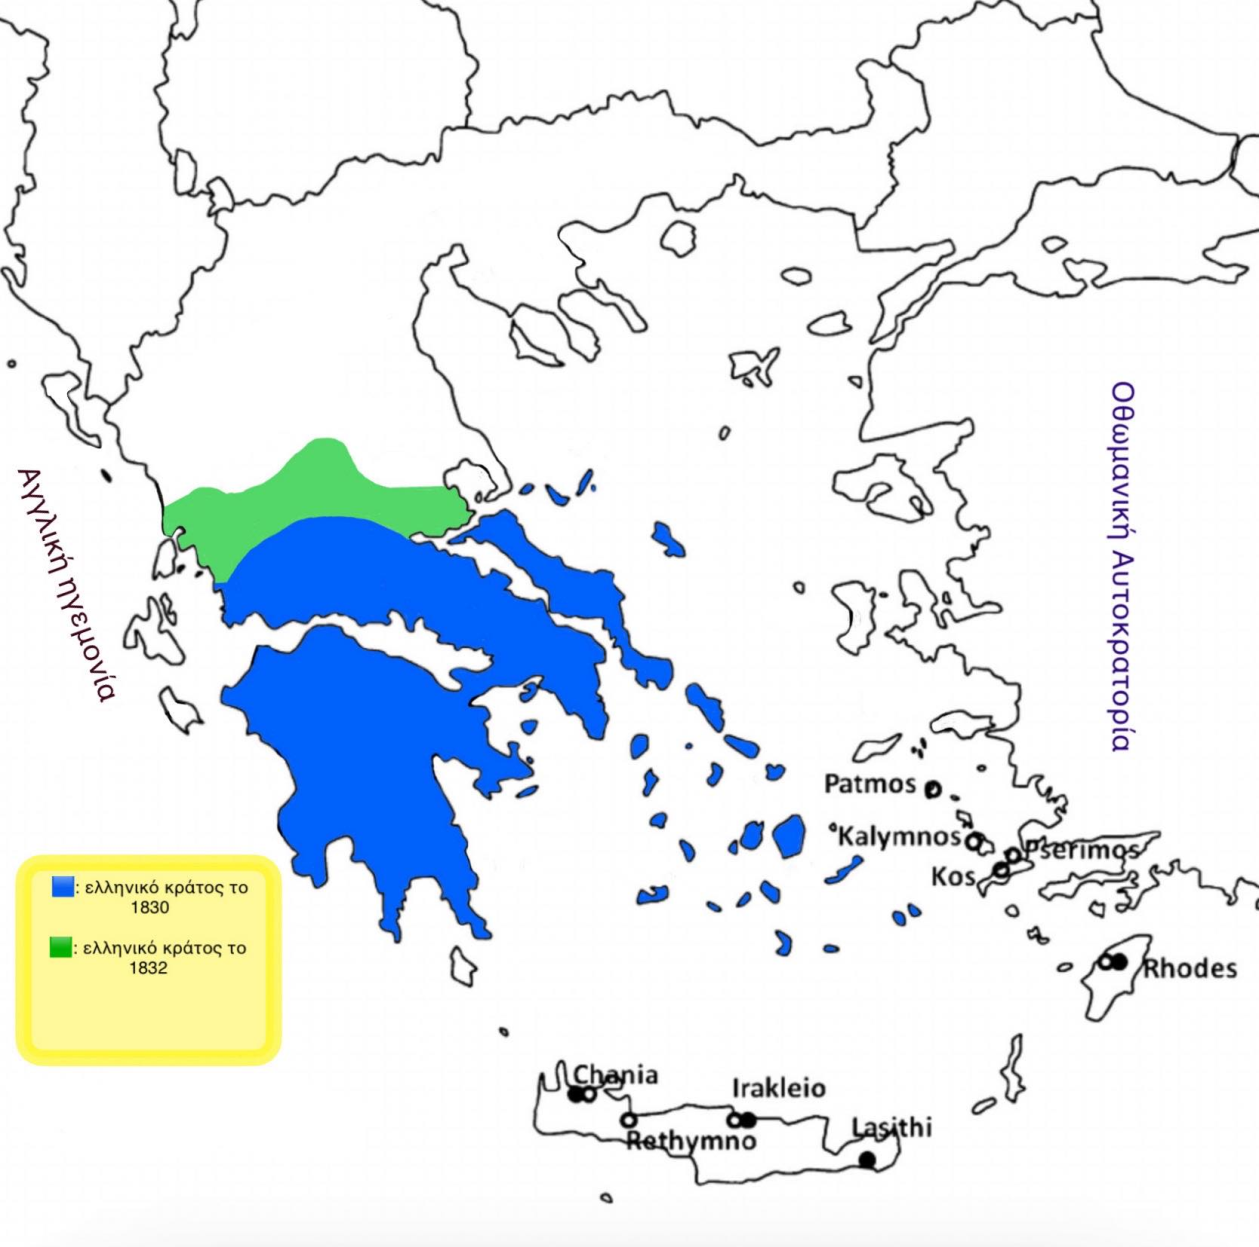 Αγγλική ηγεμονία
Οθωμανική Αυτοκρατορία
Patmos
Kalymnos
Pserimos
Kos
: ελληνικό κράτος το
1830
: ελληνικό κράτος το
1832
Rhodes
Chania
Irakleio
Rethymno
Lasithi